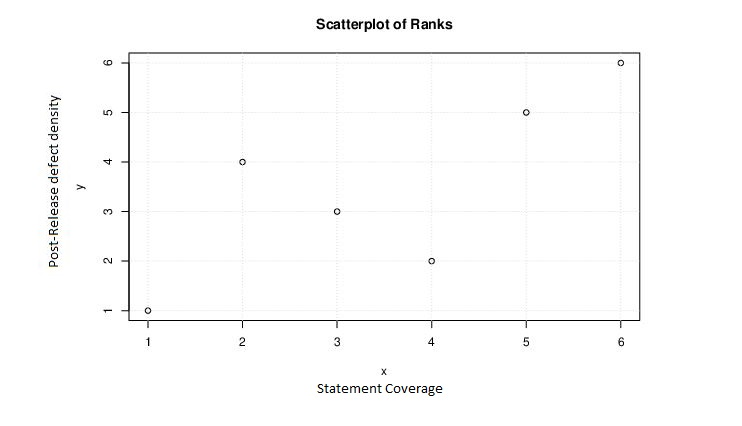 Scatterplot of Ranks
Post-Release defect density
y
6
5
4
3
2
1
1 2 3 4 5 6
x
Statement Coverage